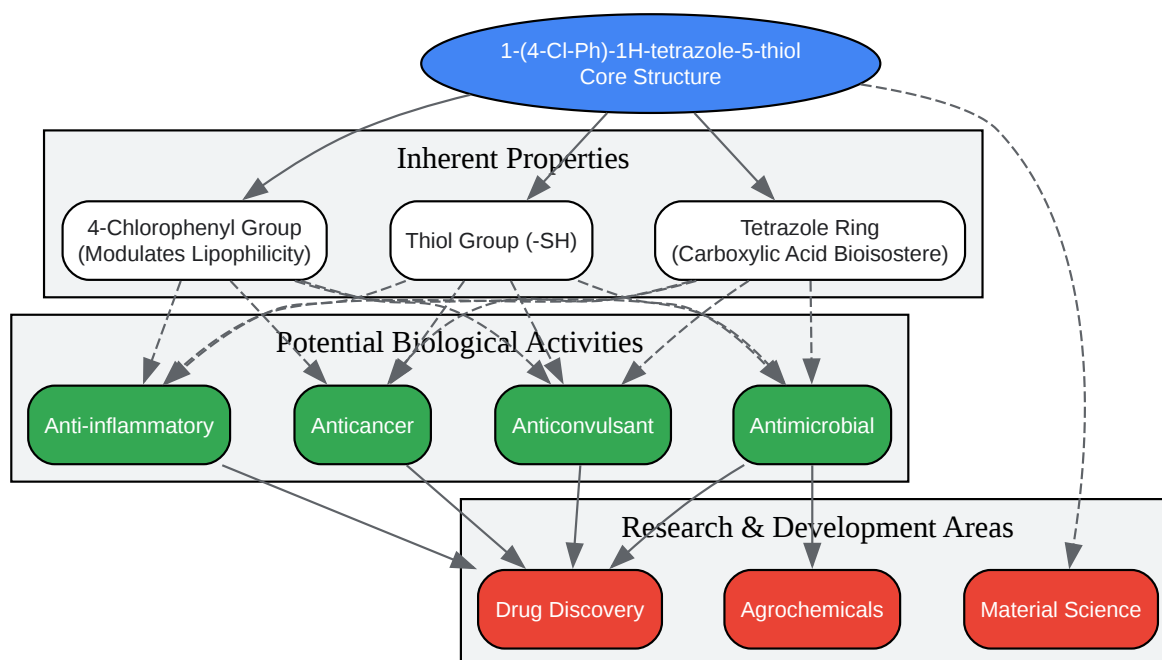 1-(4-Cl-Ph)-1H-tetrazole-5-thiol
Core Structure
Inherent Properties
4-Chlorophenyl Group
(Modulates Lipophilicity)
Thiol Group (-SH)
Tetrazole Ring
(Carboxylic Acid Bioisostere)
Potential Biological Activities
Anti-inflammatory
Anticancer
Anticonvulsant
Antimicrobial
Research & Development Areas
Drug Discovery
Agrochemicals
Material Science